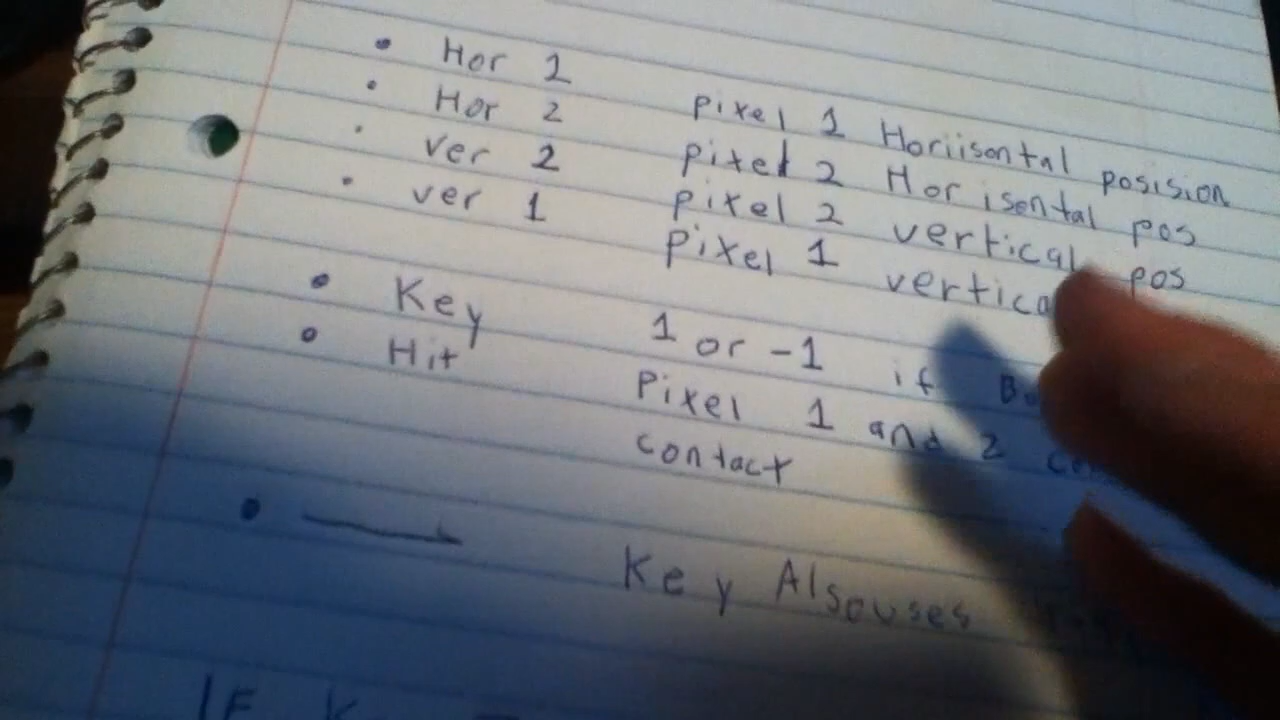 • Hor 1 pixel 1 Horiisontal posision
• Hor 2 pixel 2 Horisontal pos
• ver 2 pixel 2 vertical pos
• ver 1 pixel 1
• Key 1 or -1 if
• Hit Pixel 1 and 2
contact
• Key Alsouses
IF K